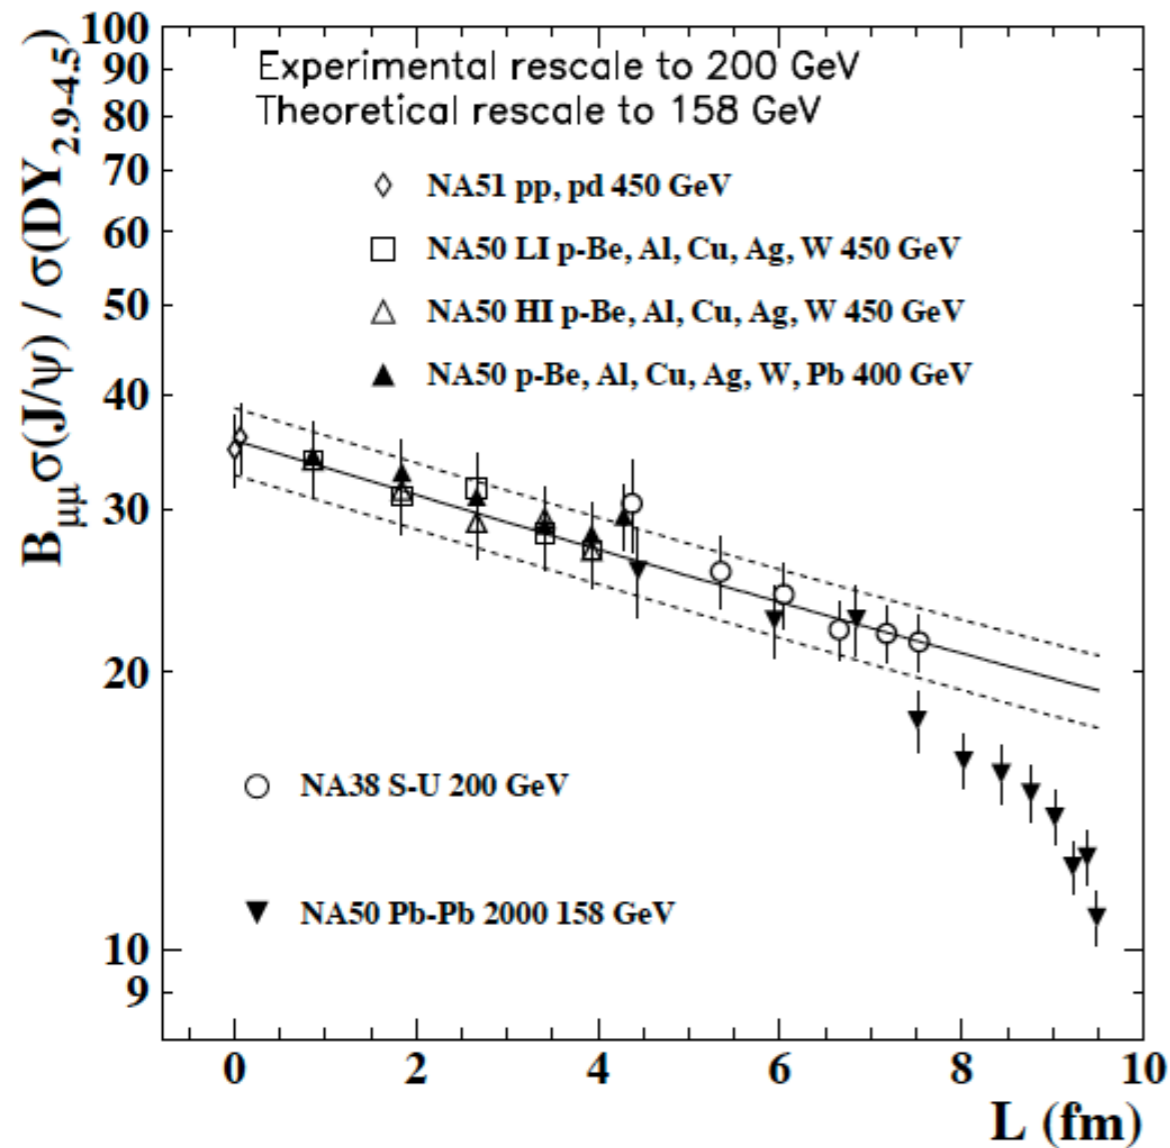 100
90
80
70
60
50
40
30
20
10
9
B_μμσ(J/ψ) / σ(DY_2.9-4.5)
Experimental rescale to 200 GeV
Theoretical rescale to 158 GeV
NA51 pp, pd 450 GeV
NA50 LI p-Be, Al, Cu, Ag, W 450 GeV
NA50 HI p-Be, Al, Cu, Ag, W 450 GeV
NA50 p-Be, Al, Cu, Ag, W, Pb 400 GeV
NA38 S-U 200 GeV
NA50 Pb-Pb 2000 158 GeV
0 2 4 6 8 10
L (fm)